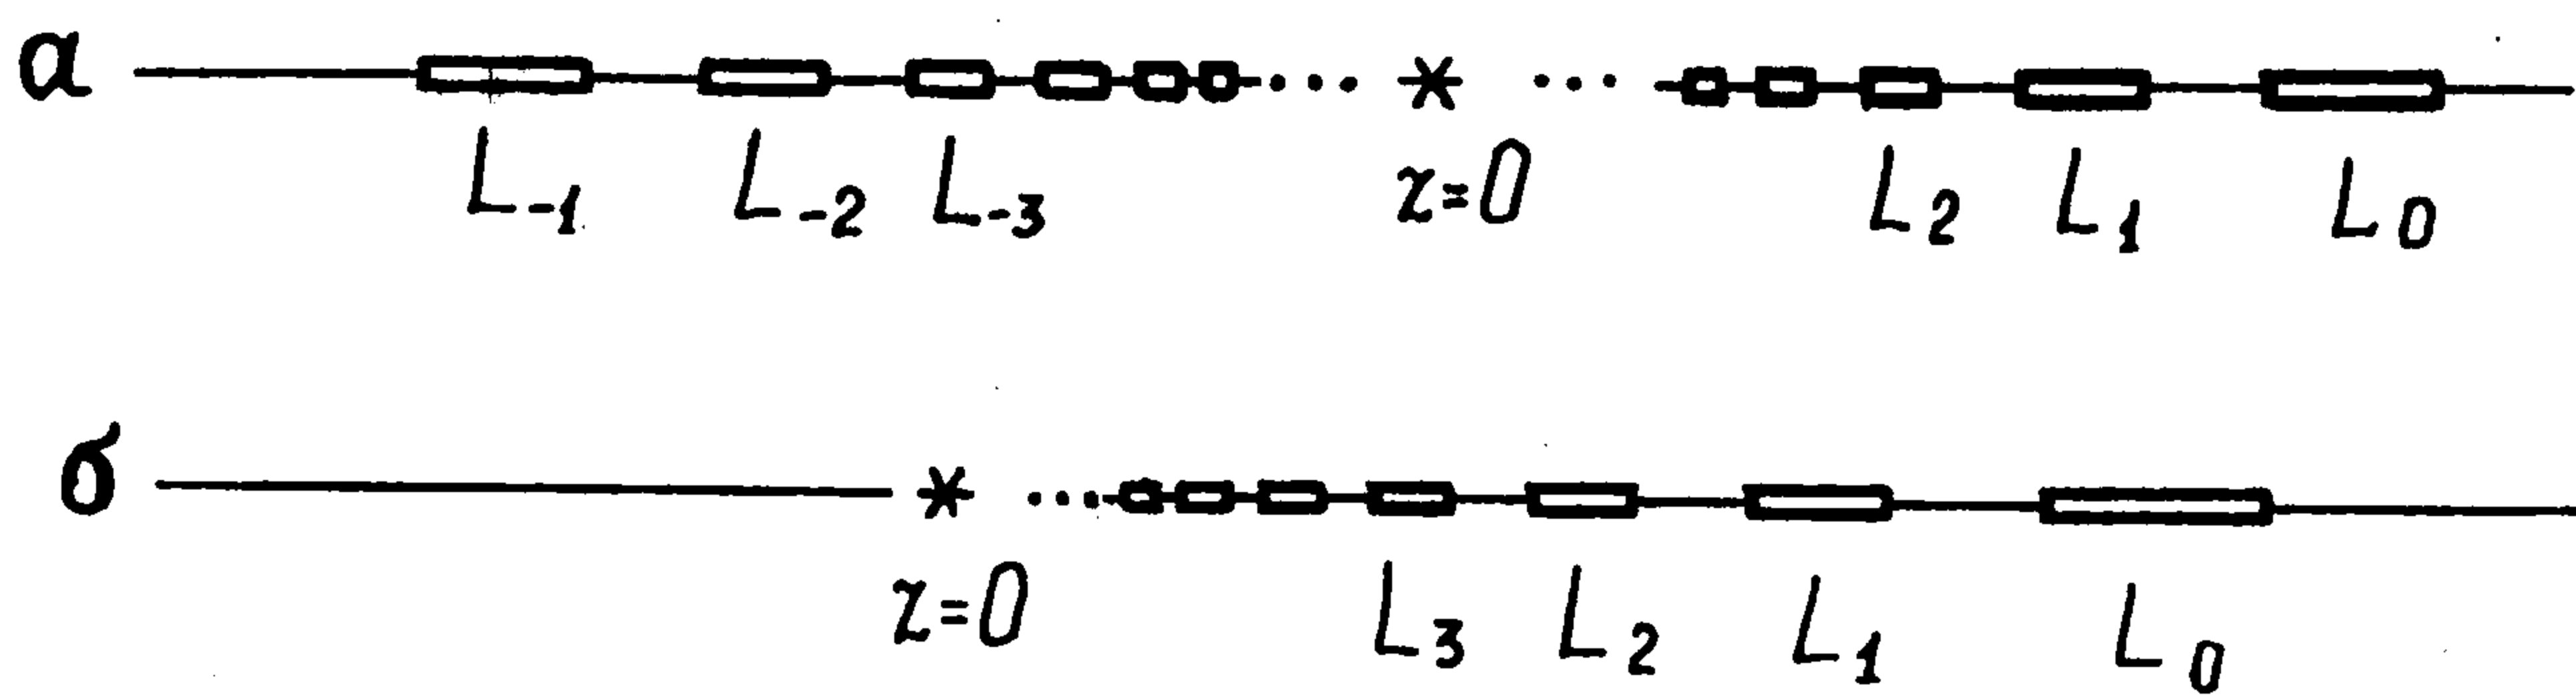 а
L₋₁ L₋₂ L₋₃ z=0 L₂ L₁ L₀
б
z=0 L₃ L₂ L₁ L₀